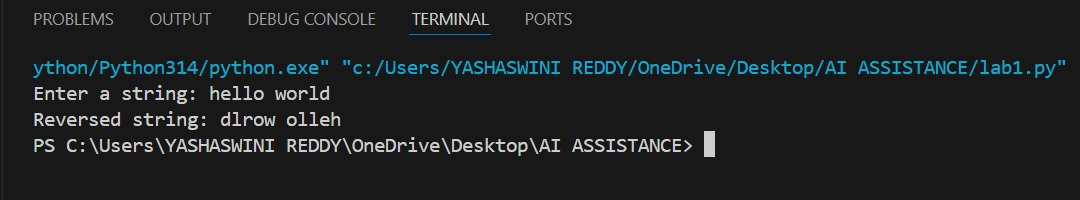 PROBLEMS OUTPUT DEBUG CONSOLE TERMINAL PORTS
ython/Python314/python.exe" "c:/Users/YASHASWINI REDDY/OneDrive/Desktop/AI ASSISTANCE/lab1.py"
Enter a string: hello world
Reversed string: dlrow olleh
PS C:\Users\YASHASWINI REDDY\OneDrive\Desktop\AI ASSISTANCE>